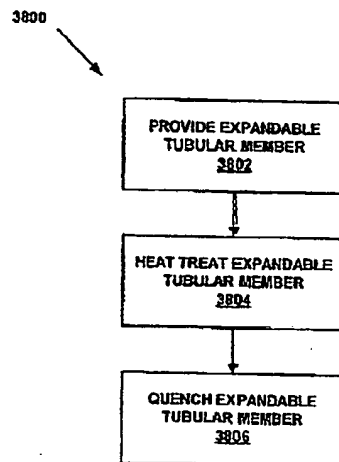 3800
PROVIDE EXPANDABLE
TUBULAR MEMBER
3802
HEAT TREAT EXPANDABLE
TUBULAR MEMBER
3804
QUENCH EXPANDABLE
TUBULAR MEMBER
3806